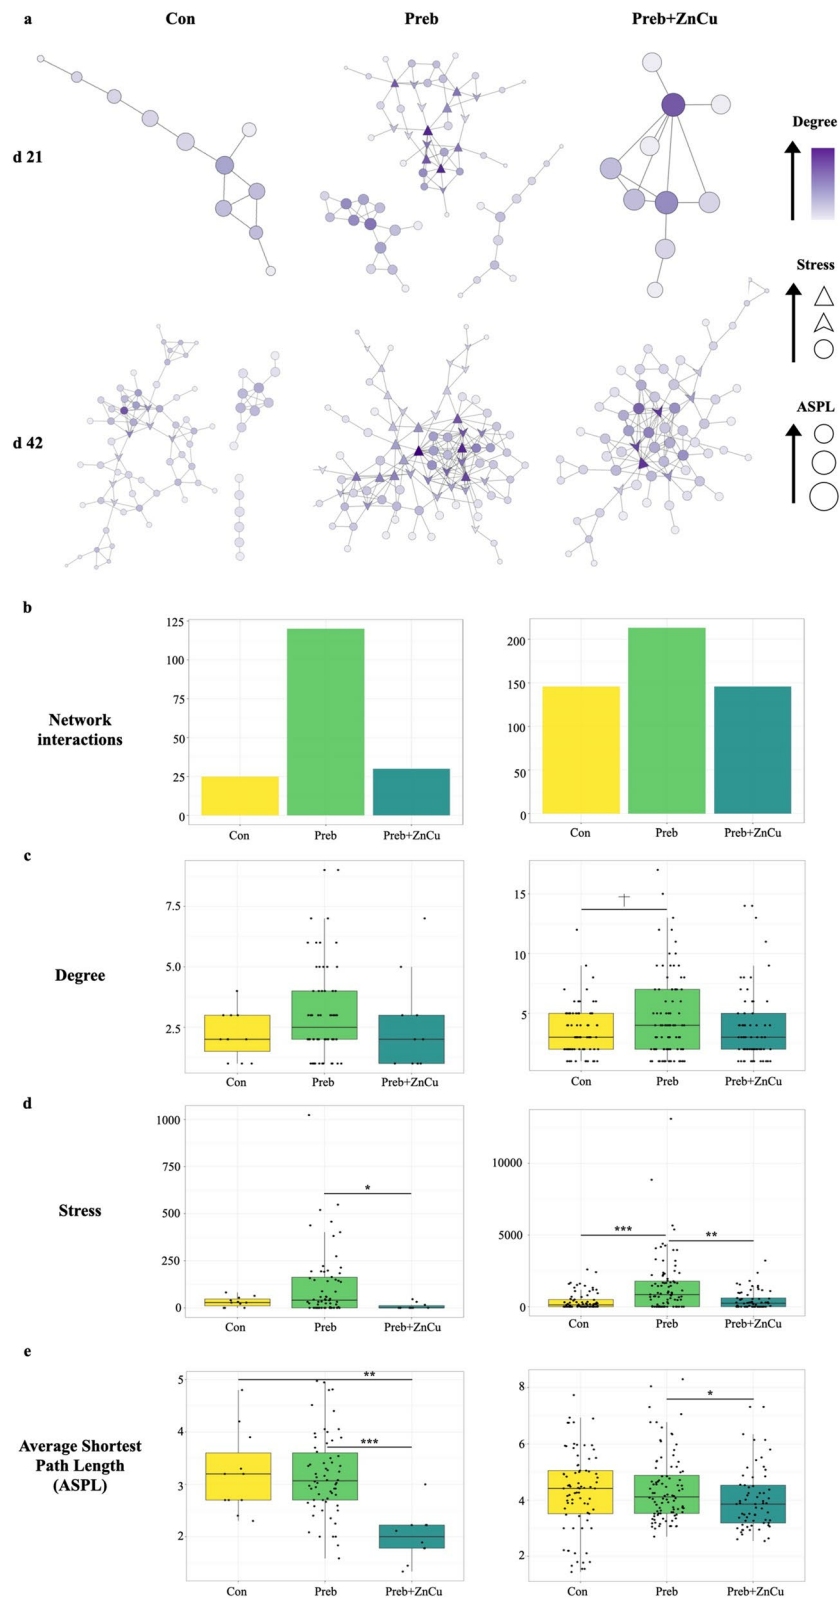 a
Con Preb Preb+ZnCu
Degree
d 21
Stress
ASPL
d 42
b
Network
interactions
125
100
75
50
25
0
Con Preb Preb+ZnCu
200
150
100
50
0
Con Preb Preb+ZnCu
c
Degree
7.5
5.0
2.5
Con Preb Preb+ZnCu
†
15
10
5
Con Preb Preb+ZnCu
d
Stress
1000
750
500
250
0
*
Con Preb Preb+ZnCu
10000
5000
0
*** **
Con Preb Preb+ZnCu
e
Average Shortest
Path Length
(ASPL)
5
4
3
2
**
***
Con Preb Preb+ZnCu
8
6
4
2
*
Con Preb Preb+ZnCu